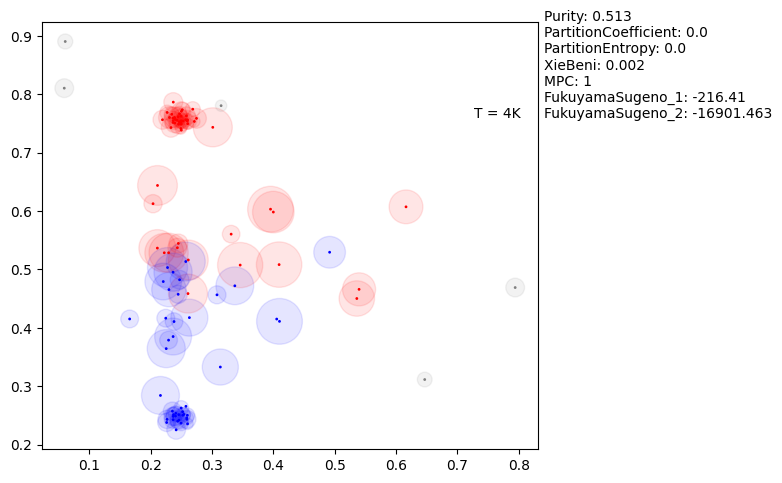 Purity: 0.513
PartitionCoefficient: 0.0
PartitionEntropy: 0.0
XieBeni: 0.002
MPC: 1
FukuyamaSugeno_1: -216.41
FukuyamaSugeno_2: -16901.463
T = 4K
0.9
0.8
0.7
0.6
0.5
0.4
0.3
0.2
0.1 0.2 0.3 0.4 0.5 0.6 0.7 0.8